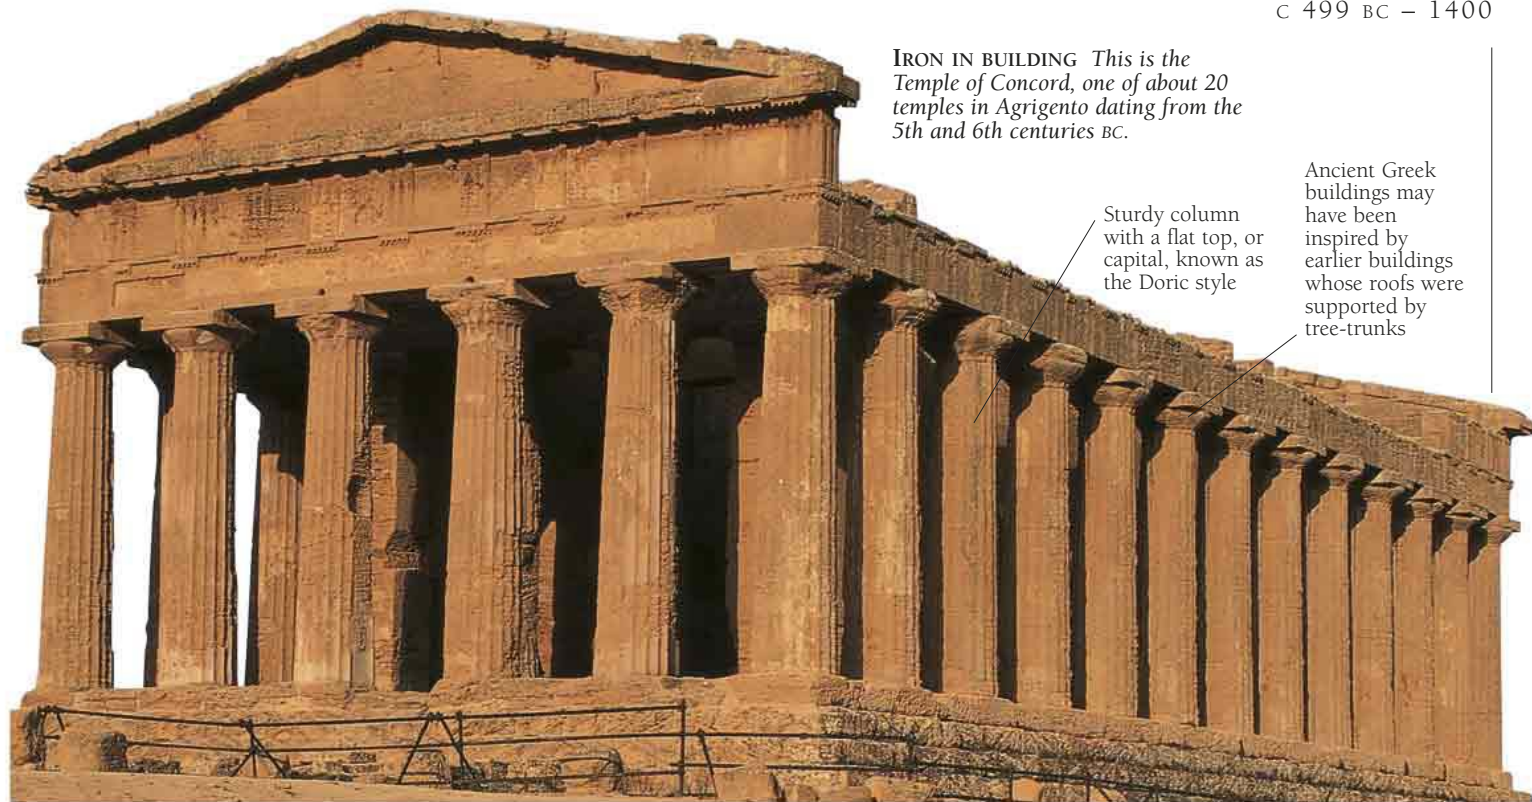 C 499 BC – 1400
IRON IN BUILDING This is the
Temple of Concord, one of about 20
temples in Agrigento dating from the
5th and 6th centuries BC.
Sturdy column
with a flat top, or
capital, known as
the Doric style
Ancient Greek
buildings may
have been
inspired by
earlier buildings
whose roofs were
supported by
tree-trunks